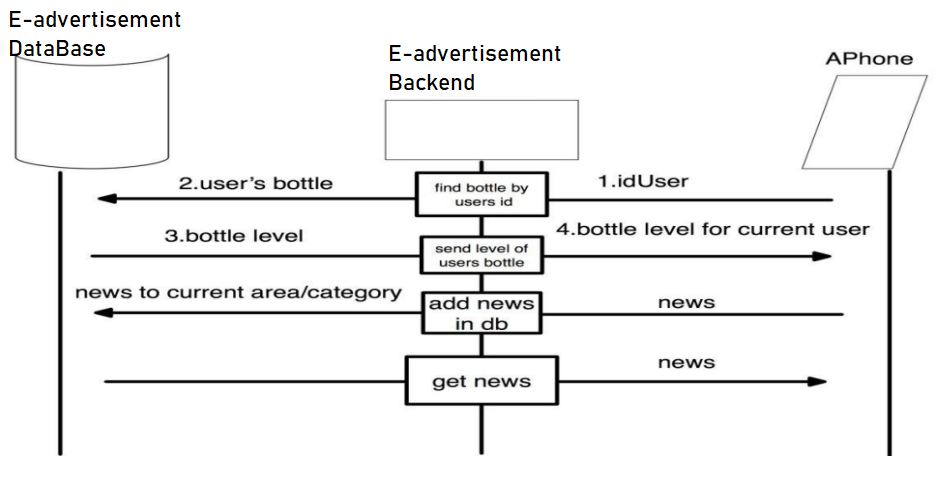 E-advertisement
DataBase
E-advertisement
Backend
APhone
2.user's bottle
find bottle by
users id
1.idUser
3.bottle level
send level of
users bottle
4.bottle level for current user
news to current area/category
add news
in db
news
get news
news